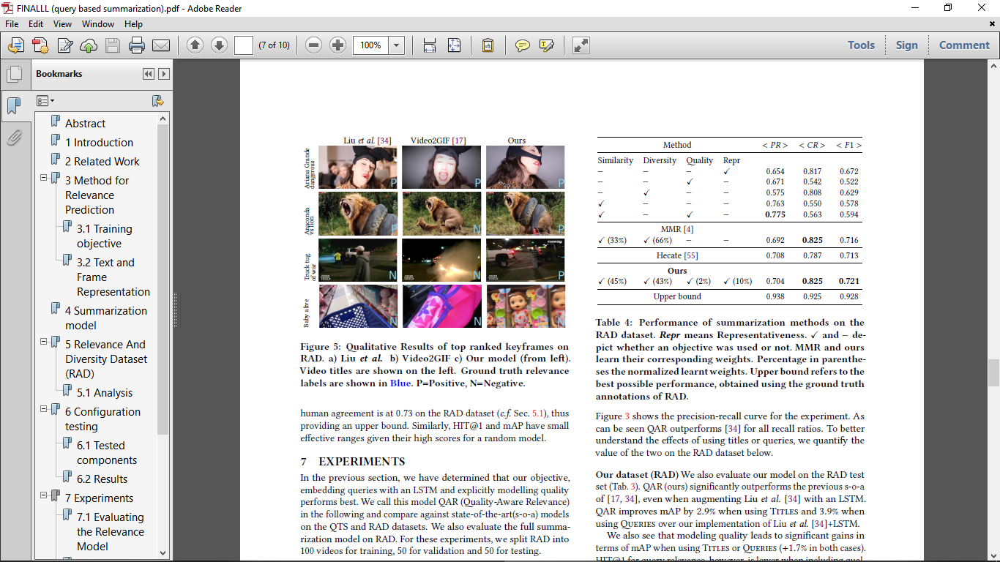 FINALLL (query based summarization).pdf - Adobe Reader
File Edit View Window Help
(7 of 10) 100% Tools Sign Comment
Bookmarks
Abstract
1 Introduction
2 Related Work
3 Method for
Relevance
Prediction
3.1 Training
objective
3.2 Text and
Frame
Representation
4 Summarization
model
5 Relevance And
Diversity Dataset
(RAD)
5.1 Analysis
6 Configuration
testing
6.1 Tested
components
6.2 Results
7 Experiments
7.1 Evaluating
the Relevance
Model
Liu et al. [34] Video2GIF [17] Ours
Ariana Grande
dangerous
P P P
Anaconda
vs lion
P N P
Truck tug
of war
N N P
Baby alive
N N N
Figure 5: Qualitative Results of top ranked keyframes on
RAD. a) Liu et al. b) Video2GIF c) Our model (from left).
Video titles are shown on the left. Ground truth relevance
labels are shown in Blue. P=Positive, N=Negative.
human agreement is at 0.73 on the RAD dataset (c.f. Sec. 5.1), thus
providing an upper bound. Similarly, HIT@1 and mAP have small
effective ranges given their high scores for a random model.
7 EXPERIMENTS
In the previous section, we have determined that our objective,
embedding queries with an LSTM and explicitly modelling quality
performs best. We call this model QAR (Quality-Aware Relevance)
in the following and compare against state-of-the-art(s-o-a) models
on the QTS and RAD datasets. We also evaluate the full summa-
rization model on RAD. For these experiments, we split RAD into
100 videos for training, 50 for validation and 50 for testing.
Method < PR > < CR > < F1 >
Similarity Diversity Quality Repr
– – – ✓ 0.654 0.817 0.672
– – ✓ – 0.671 0.542 0.522
– ✓ – – 0.575 0.808 0.629
✓ – – – 0.763 0.550 0.578
✓ – ✓ – 0.775 0.563 0.594
MMR [4]
✓ (33%) ✓ (66%) – – 0.692 0.825 0.716
Hecate [55] 0.708 0.787 0.713
Ours
✓ (45%) ✓ (43%) ✓ (2%) ✓ (10%) 0.704 0.825 0.721
Upper bound 0.938 0.925 0.928
Table 4: Performance of summarization methods on the
RAD dataset. Repr means Representativeness. ✓ and – de-
pict whether an objective was used or not. MMR and ours
learn their corresponding weights. Percentage in parenthe-
ses the normalized learnt weights. Upper bound refers to the
best possible performance, obtained using the ground truth
annotations of RAD.
Figure 3 shows the precision-recall curve for the experiment. As
can be seen QAR outperforms [34] for all recall ratios. To better
understand the effects of using titles or queries, we quantify the
value of the two on the RAD dataset below.
Our dataset (RAD) We also evaluate our model on the RAD test
set (Tab. 3). QAR (ours) significantly outperforms the previous s-o-a
of [17, 34], even when augmenting Liu et al. [34] with an LSTM.
QAR improves mAP by 2.9% when using TITLES and 3.9% when
using QUERIES over our implementation of Liu et al. [34]+LSTM.
We also see that modeling quality leads to significant gains in
terms of mAP when using TITLES or QUERIES (+1.7% in both cases).
HIT@1 for query relevance, however, is lower when including qual-